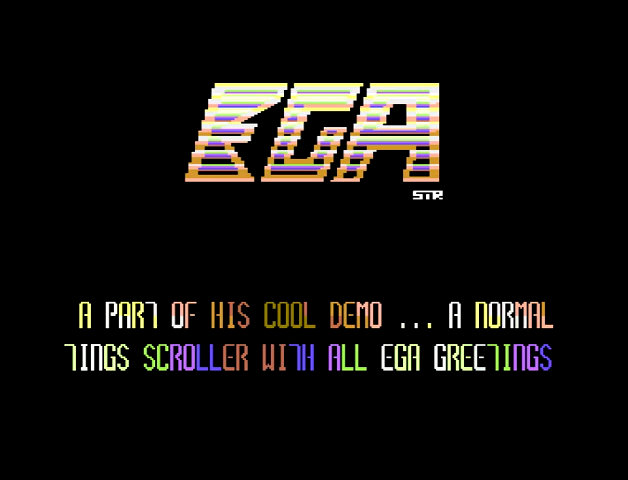 EGA
STR
A PART OF HIS COOL DEMO ... A NORMAL
TINGS SCROLLER WITH ALL EGA GREETINGS